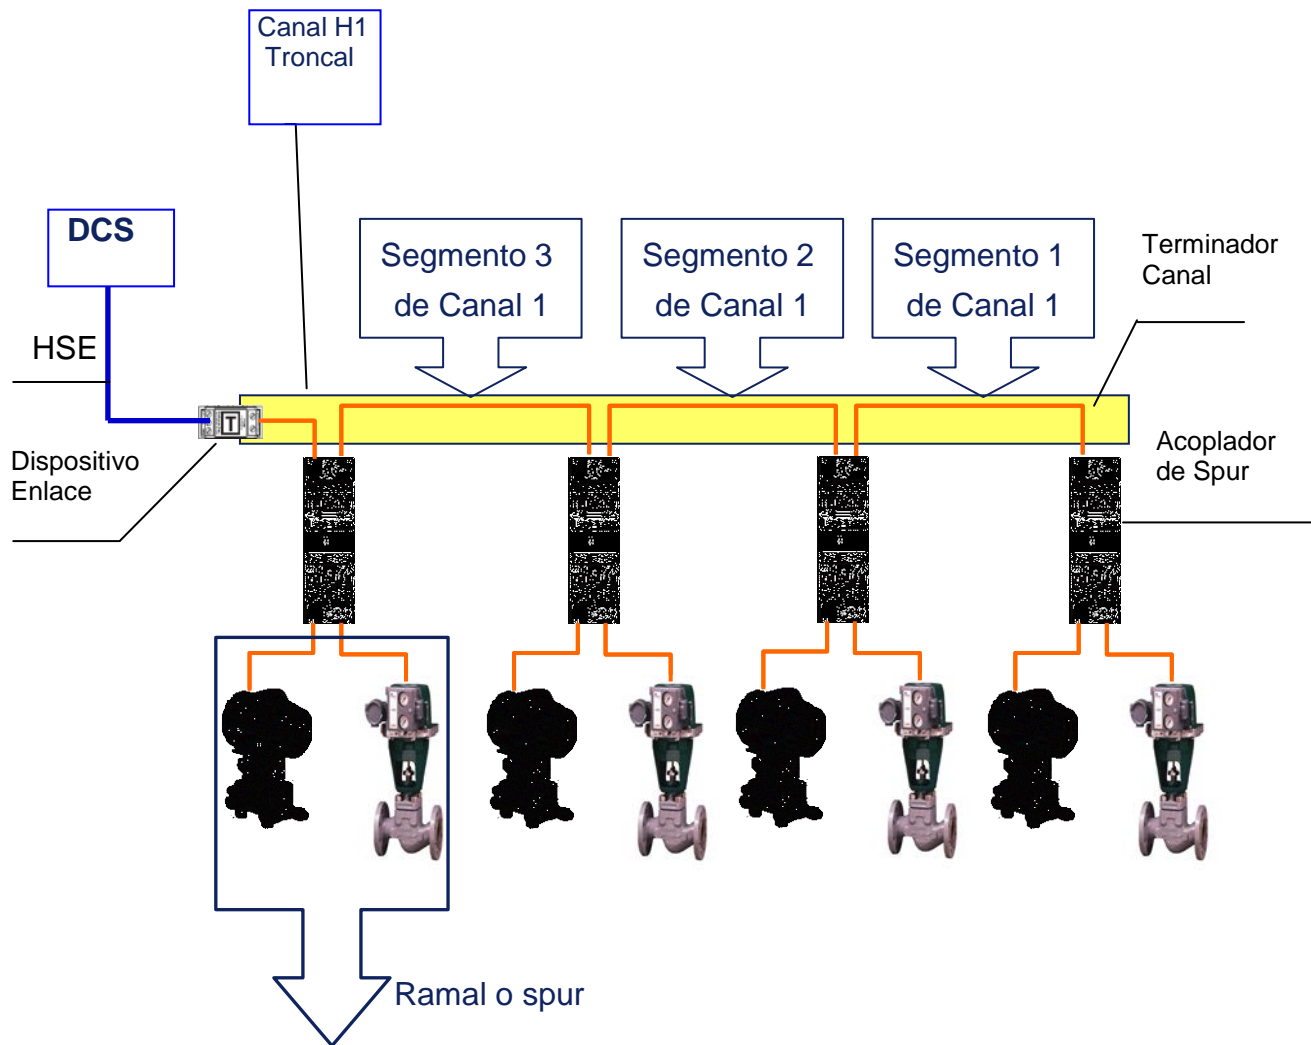 Canal H1
Troncal
DCS
Segmento 3
de Canal 1
Segmento 2
de Canal 1
Segmento 1
de Canal 1
Terminador
Canal
HSE
T
Dispositivo
Enlace
Acoplador
de Spur
Ramal o spur